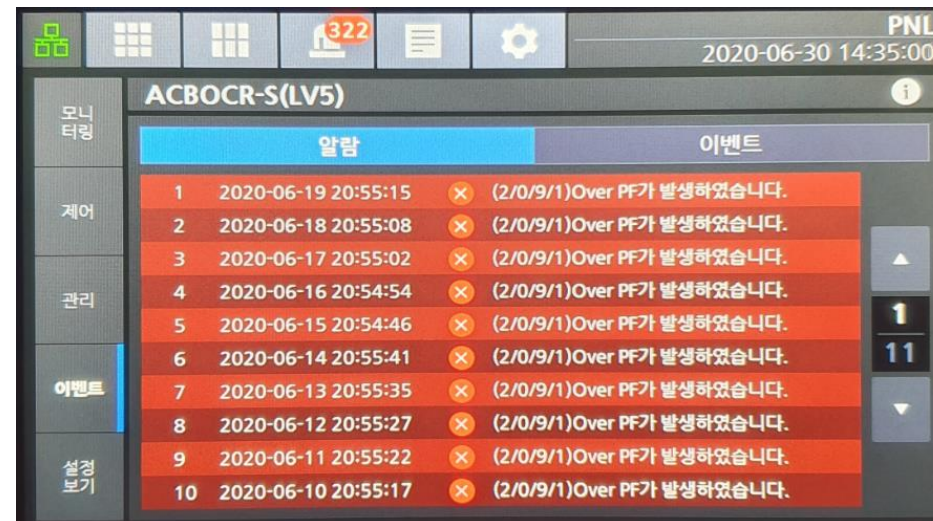 322
PNL
2020-06-30 14:35:00
모니터링
제어
관리
이벤트
설정보기
ACBOCR-S(LV5)
i
알람 이벤트
1 2020-06-19 20:55:15 (2/0/9/1)Over PF가 발생하였습니다.
2 2020-06-18 20:55:08 (2/0/9/1)Over PF가 발생하였습니다.
3 2020-06-17 20:55:02 (2/0/9/1)Over PF가 발생하였습니다.
4 2020-06-16 20:54:54 (2/0/9/1)Over PF가 발생하였습니다.
5 2020-06-15 20:54:46 (2/0/9/1)Over PF가 발생하였습니다.
6 2020-06-14 20:55:41 (2/0/9/1)Over PF가 발생하였습니다.
7 2020-06-13 20:55:35 (2/0/9/1)Over PF가 발생하였습니다.
8 2020-06-12 20:55:27 (2/0/9/1)Over PF가 발생하였습니다.
9 2020-06-11 20:55:22 (2/0/9/1)Over PF가 발생하였습니다.
10 2020-06-10 20:55:17 (2/0/9/1)Over PF가 발생하였습니다.
1
11